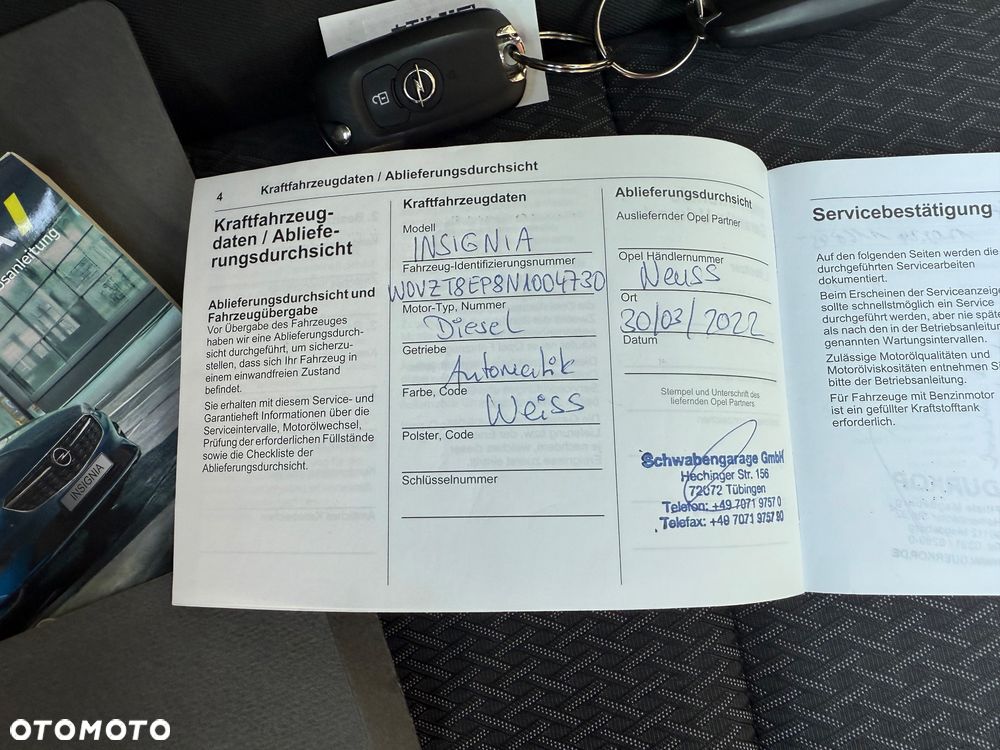 4 Kraftfahrzeugdaten / Ablieferungsdurchsicht
Kraftfahrzeug-
daten / Abliefe-
rungsdurchsicht
Ablieferungsdurchsicht und
Fahrzeugübergabe
Vor Übergabe des Fahrzeuges
haben wir eine Ablieferungsdurch-
sicht durchgeführt, um sicherzu-
stellen, dass sich Ihr Fahrzeug in
einem einwandfreien Zustand
befindet.
Sie erhalten mit diesem Service- und
Garantieheft Informationen über die
Serviceintervalle, Motorölwechsel,
Prüfung der erforderlichen Füllstände
sowie die Checkliste der
Ablieferungsdurchsicht.
Kraftfahrzeugdaten
Modell
INSIGNIA
Fahrzeug-Identifizierungsnummer
W0VZT8EP8N1004730
Motor-Typ, Nummer
Diesel
Getriebe
Automatik
Farbe, Code
Weiss
Polster, Code
Schlüsselnummer
Ablieferungsdurchsicht
Ausliefernder Opel Partner
Opel Händlernummer
Neuss
Ort
30/03/2022
Datum
Stempel und Unterschrift des
liefernden Opel Partners
Schwabengarage GmbH
Hechinger Str. 156
72072 Tübingen
Telefon: +49 7071 9757 0
Telefax: +49 7071 9757 80
Servicebestätigung
Auf den folgenden Seiten werden die
durchgeführten Servicearbeiten
dokumentiert.
Beim Erscheinen der Serviceanzeige
sollte schnellstmöglich ein Service
durchgeführt werden, aber nie spät
als nach den in der Betriebsanleitun
genannten Wartungsintervallen.
Zulässige Motorölqualitäten und
Motorölviskositäten entnehmen S
bitte der Betriebsanleitung.
Für Fahrzeuge mit Benzinmotor
ist ein gefüllter Kraftstofftank
erforderlich.
INSIGNIA
OTOMOTO